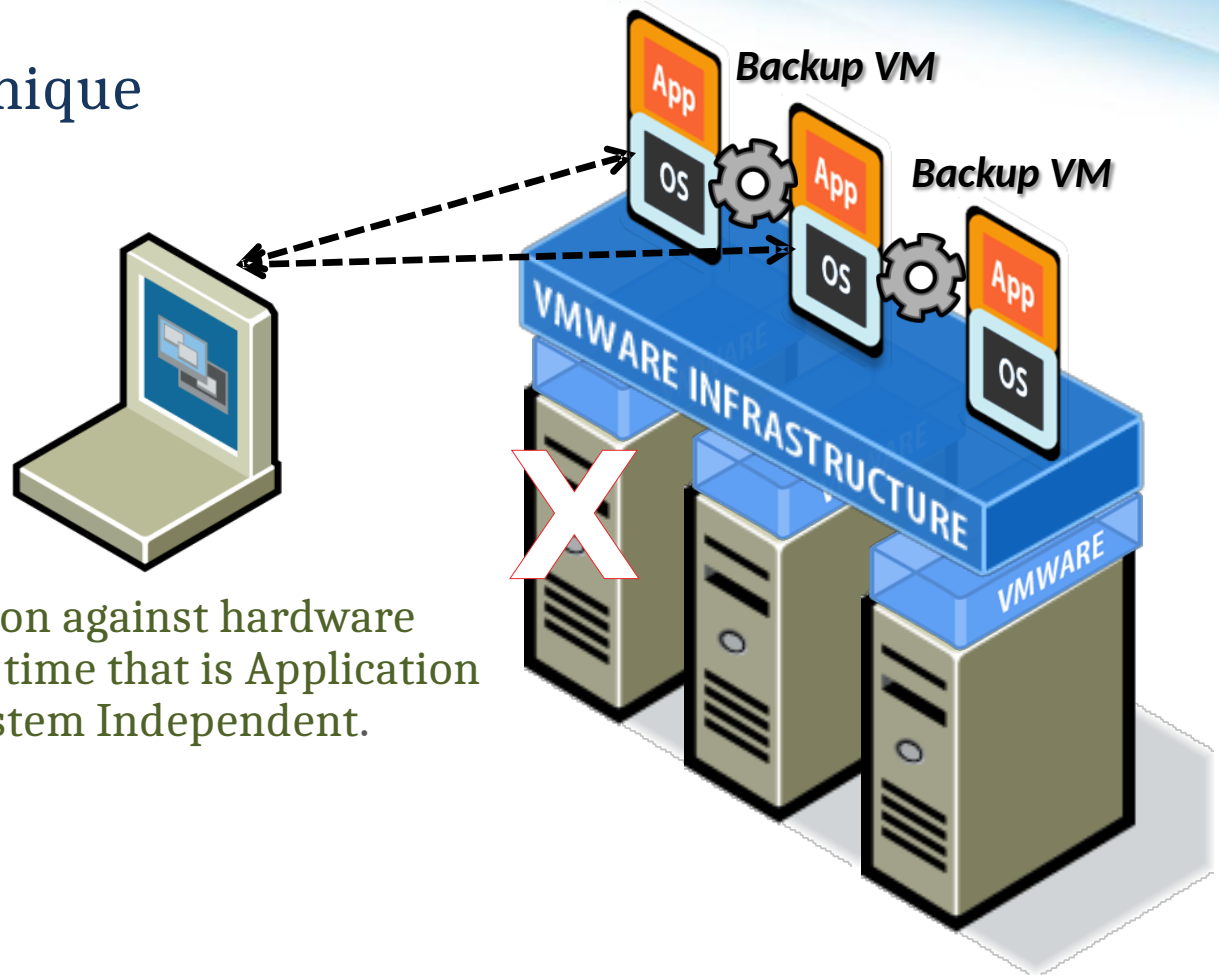 nique
Backup VM
Backup VM
App
OS
App
OS
App
OS
VMWARE INFRASTRUCTURE
VMWARE
X
on against hardware
time that is Application
stem Independent.